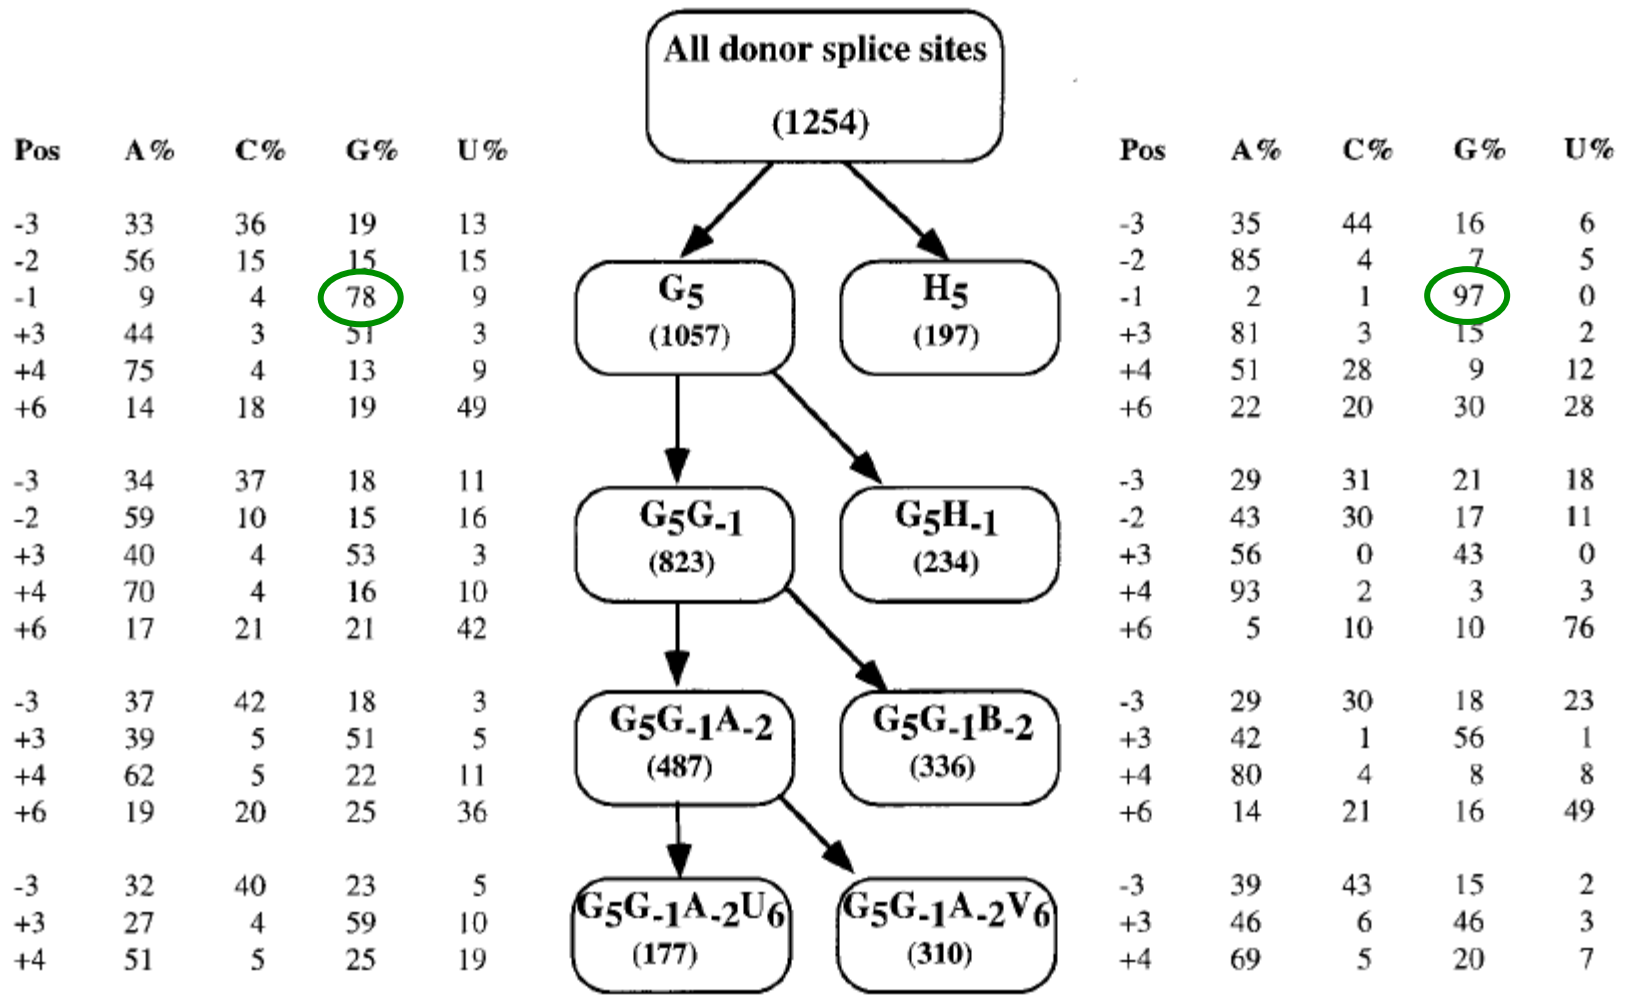 All donor splice sites
(1254)
Pos A% C% G% U%
-3 33 36 19 13
-2 56 15 15 15
-1 9 4 78 9
+3 44 3 51 3
+4 75 4 13 9
+6 14 18 19 49
G5
(1057)
H5
(197)
Pos A% C% G% U%
-3 35 44 16 6
-2 85 4 7 5
-1 2 1 97 0
+3 81 3 15 2
+4 51 28 9 12
+6 22 20 30 28
-3 34 37 18 11
-2 59 10 15 16
+3 40 4 53 3
+4 70 4 16 10
+6 17 21 21 42
G5G-1
(823)
G5H-1
(234)
-3 29 31 21 18
-2 43 30 17 11
+3 56 0 43 0
+4 93 2 3 3
+6 5 10 10 76
-3 37 42 18 3
+3 39 5 51 5
+4 62 5 22 11
+6 19 20 25 36
G5G-1A-2
(487)
G5G-1B-2
(336)
-3 29 30 18 23
+3 42 1 56 1
+4 80 4 8 8
+6 14 21 16 49
-3 32 40 23 5
+3 27 4 59 10
+4 51 5 25 19
G5G-1A-2U6
(177)
G5G-1A-2V6
(310)
-3 39 43 15 2
+3 46 6 46 3
+4 69 5 20 7